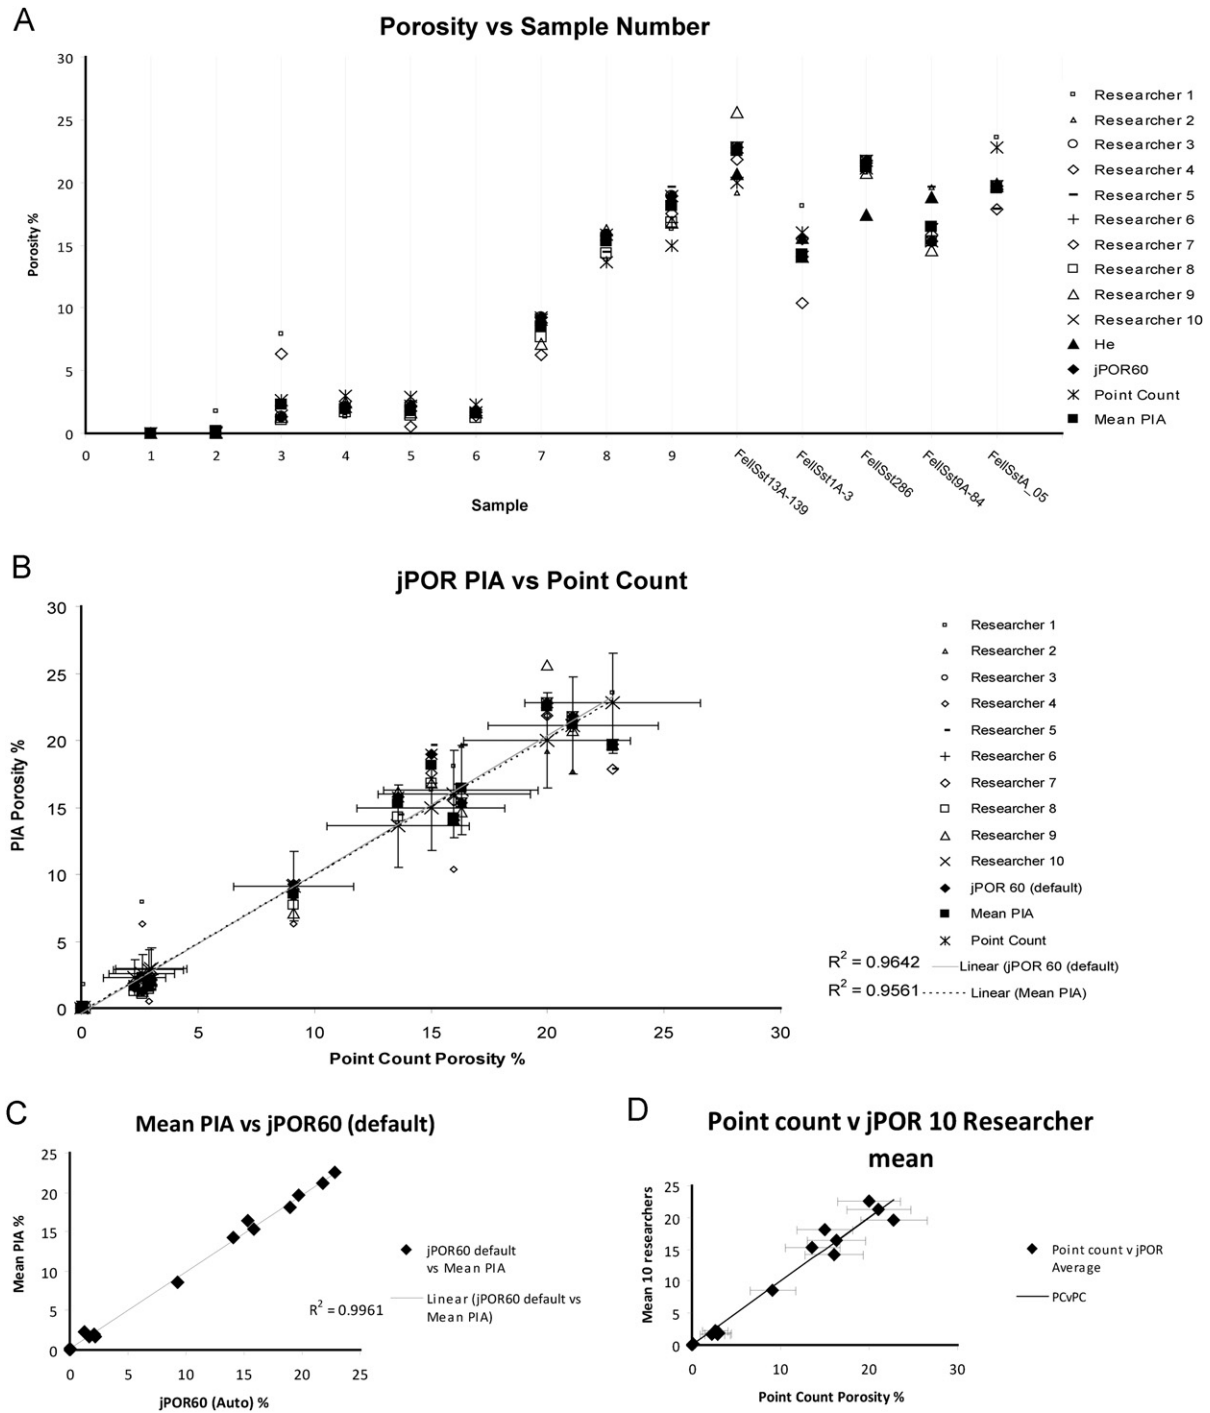 A
Porosity vs Sample Number
30
25
20
15
10
5
0
Porosity %
0 1 2 3 4 5 6 7 8 9 FellSst13A-139 FellSst1A-3 FellSst286 FellSst9A-84 FellSstA_05
Sample
Researcher 1
Researcher 2
Researcher 3
Researcher 4
Researcher 5
Researcher 6
Researcher 7
Researcher 8
Researcher 9
Researcher 10
He
jPOR60
Point Count
Mean PIA
B
jPOR PIA vs Point Count
30
25
20
15
10
5
0
PIA Porosity %
0 5 10 15 20 25 30
Point Count Porosity %
Researcher 1
Researcher 2
Researcher 3
Researcher 4
Researcher 5
Researcher 6
Researcher 7
Researcher 8
Researcher 9
Researcher 10
jPOR 60 (default)
Mean PIA
Point Count
R² = 0.9642 Linear (jPOR 60 (default)
R² = 0.9561 Linear (Mean PIA)
C
Mean PIA vs jPOR60 (default)
25
20
15
10
5
0
Mean PIA %
0 5 10 15 20 25
jPOR60 (Auto) %
jPOR60 default
vs Mean PIA
R² = 0.9961
Linear (jPOR60 default vs
Mean PIA)
D
Point count v jPOR 10 Researcher
mean
25
20
15
10
5
0
Mean 10 researchers
0 10 20 30
Point Count Porosity %
Point count v jPOR
Average
PCvPC